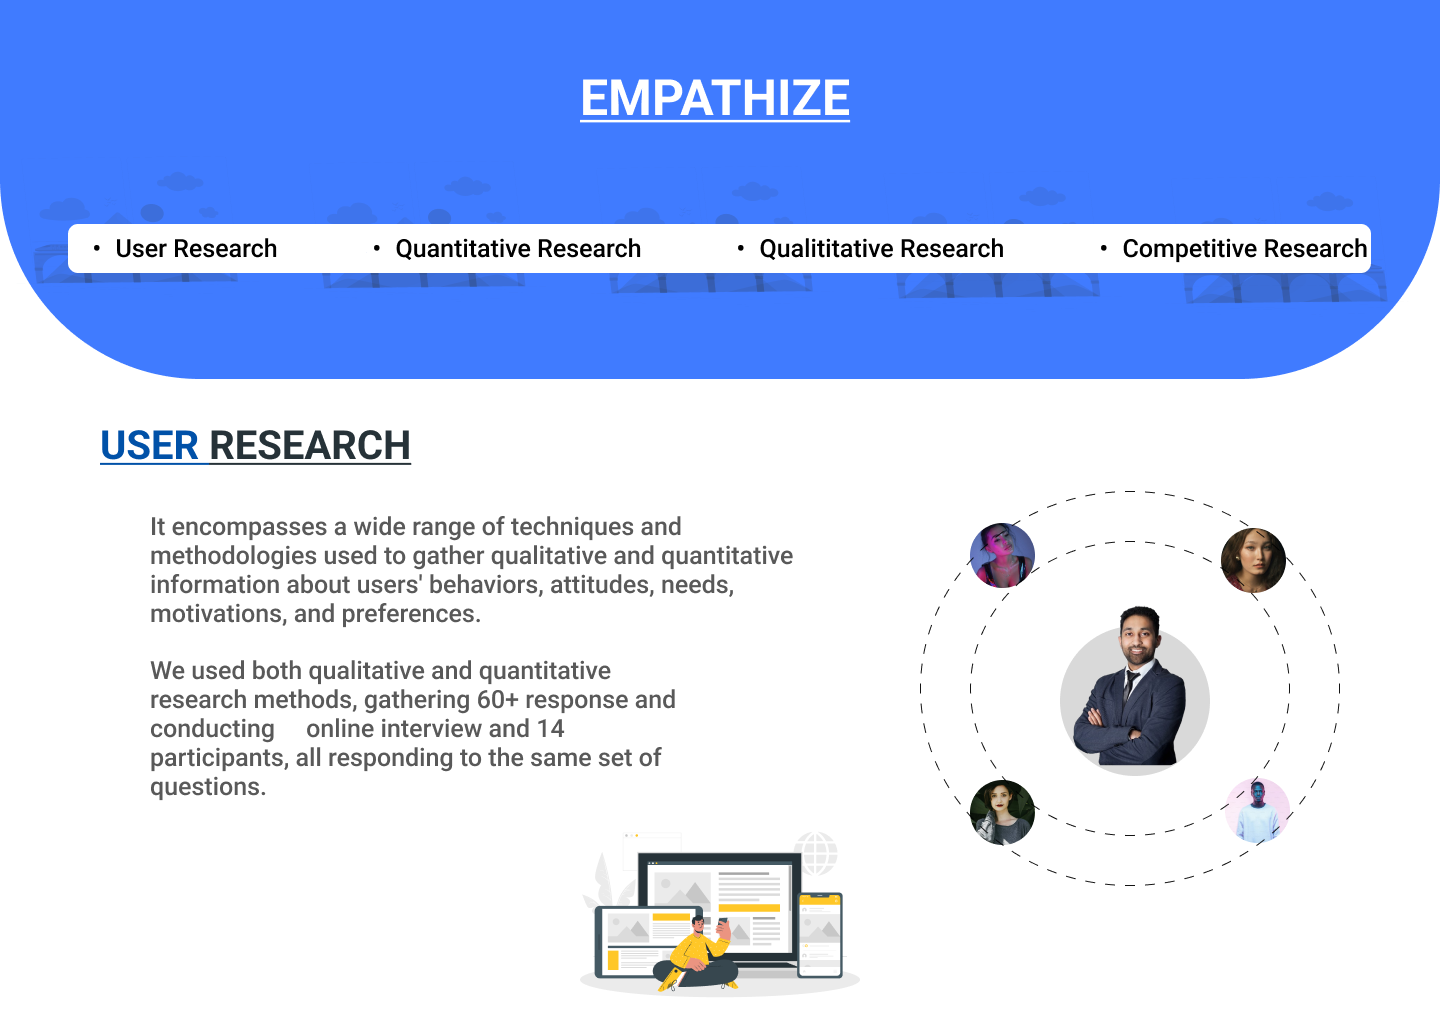 EMPATHIZE
• User Research • Quantitative Research • Qualititative Research • Competitive Research
USER RESEARCH
It encompasses a wide range of techniques and
methodologies used to gather qualitative and quantitative
information about users' behaviors, attitudes, needs,
motivations, and preferences.
We used both qualitative and quantitative
research methods, gathering 60+ response and
conducting online interview and 14
participants, all responding to the same set of
questions.